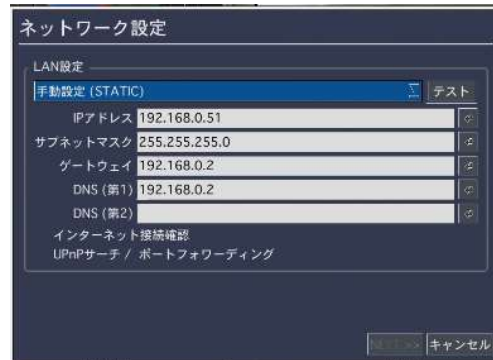 ネットワーク設定
LAN設定
手動設定 (STATIC)
テスト
IPアドレス 192.168.0.51
サブネットマスク 255.255.255.0
ゲートウェイ 192.168.0.2
DNS (第1) 192.168.0.2
DNS (第2)
インターネット接続確認
UPnPサーチ / ポートフォワーディング
NEXT >> キャンセル